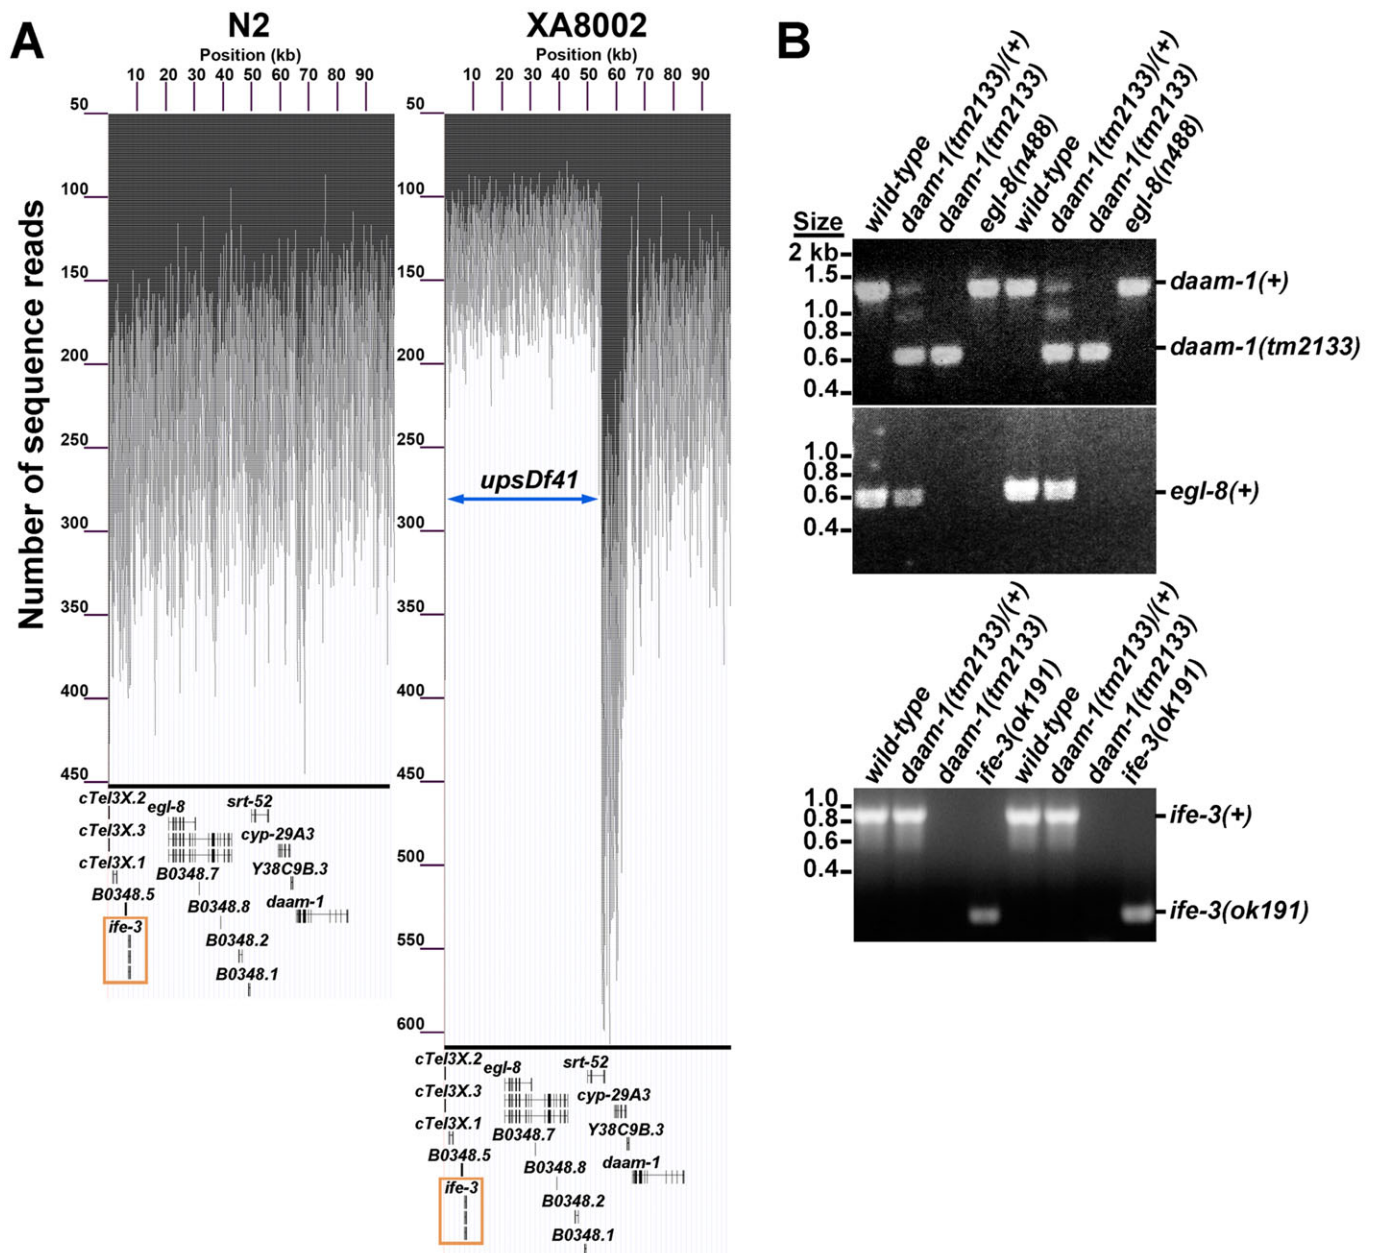 A
N2
Position (kb)
10 20 30 40 50 60 70 80 90
Number of sequence reads
50
100
150
200
250
300
350
400
450
cTel3X.2
egl-8
srt-52
cTel3X.3
cyp-29A3
cTel3X.1
B0348.7
Y38C9B.3
B0348.5
B0348.8
daam-1
ife-3
B0348.2
B0348.1
XA8002
Position (kb)
10 20 30 40 50 60 70 80 90
50
100
150
200
250
300
350
400
450
500
550
600
upsDf41
cTel3X.2
egl-8
srt-52
cTel3X.3
cyp-29A3
cTel3X.1
B0348.7
Y38C9B.3
B0348.5
B0348.8
daam-1
ife-3
B0348.2
B0348.1
B
wild-type
daam-1(tm2133)/(+)
daam-1(tm2133)
egl-8(n488)
wild-type
daam-1(tm2133)/(+)
daam-1(tm2133)
egl-8(n488)
Size
2 kb
1.5
1.0
0.8
0.6
0.4
daam-1(+)
daam-1(tm2133)
1.0
0.8
0.6
0.4
egl-8(+)
wild-type
daam-1(tm2133)/(+)
daam-1(tm2133)
ife-3(ok191)
wild-type
daam-1(tm2133)/(+)
daam-1(tm2133)
ife-3(ok191)
1.0
0.8
0.6
0.4
ife-3(+)
ife-3(ok191)